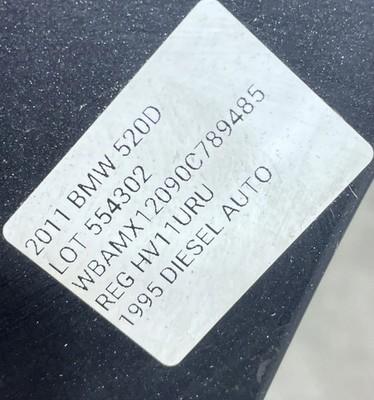 2011 BMW 520D
LOT 554302
WBAMX12090C789485
REG HV11URU
1995 DIESEL AUTO